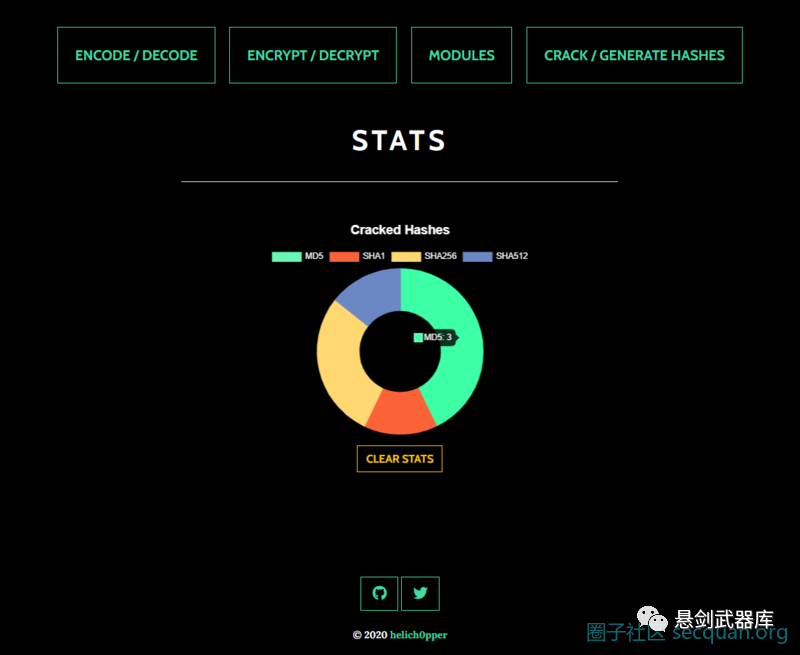 ENCODE / DECODE ENCRYPT / DECRYPT MODULES CRACK / GENERATE HASHES
STATS
Cracked Hashes
MD5 SHA1 SHA256 SHA512
MD5: 3
CLEAR STATS
悬剑武器库
圈子社区 secquan.org
© 2020 helich0pper